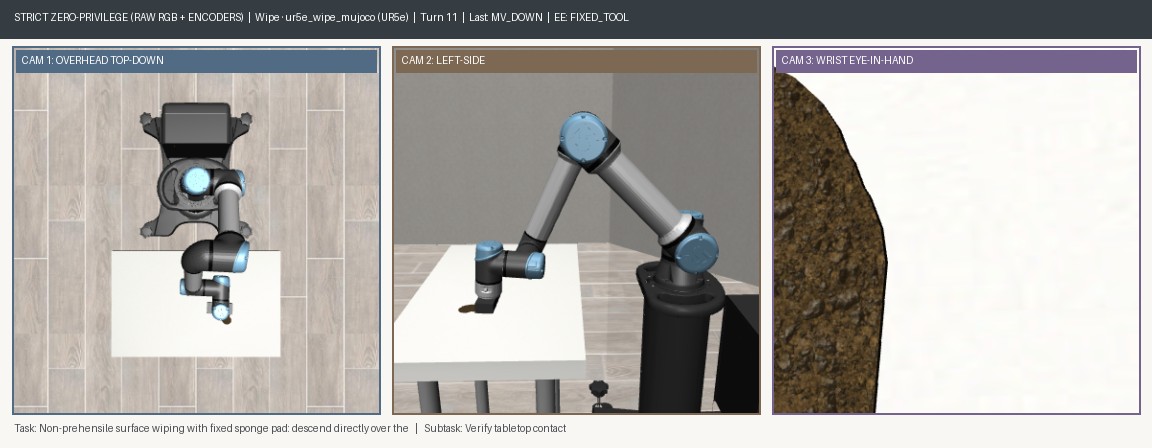 STRICT ZERO-PRIVILEGE (RAW RGB + ENCODERS) | Wipe · ur5e_wipe_mujoco (UR5e) | Turn 11 | Last: MV_DOWN | EE: FIXED_TOOL
CAM 1: OVERHEAD TOP-DOWN
CAM 2: LEFT-SIDE
CAM 3: WRIST EYE-IN-HAND
Task: Non-prehensile surface wiping with fixed sponge pad: descend directly over the | Subtask: Verify tabletop contact